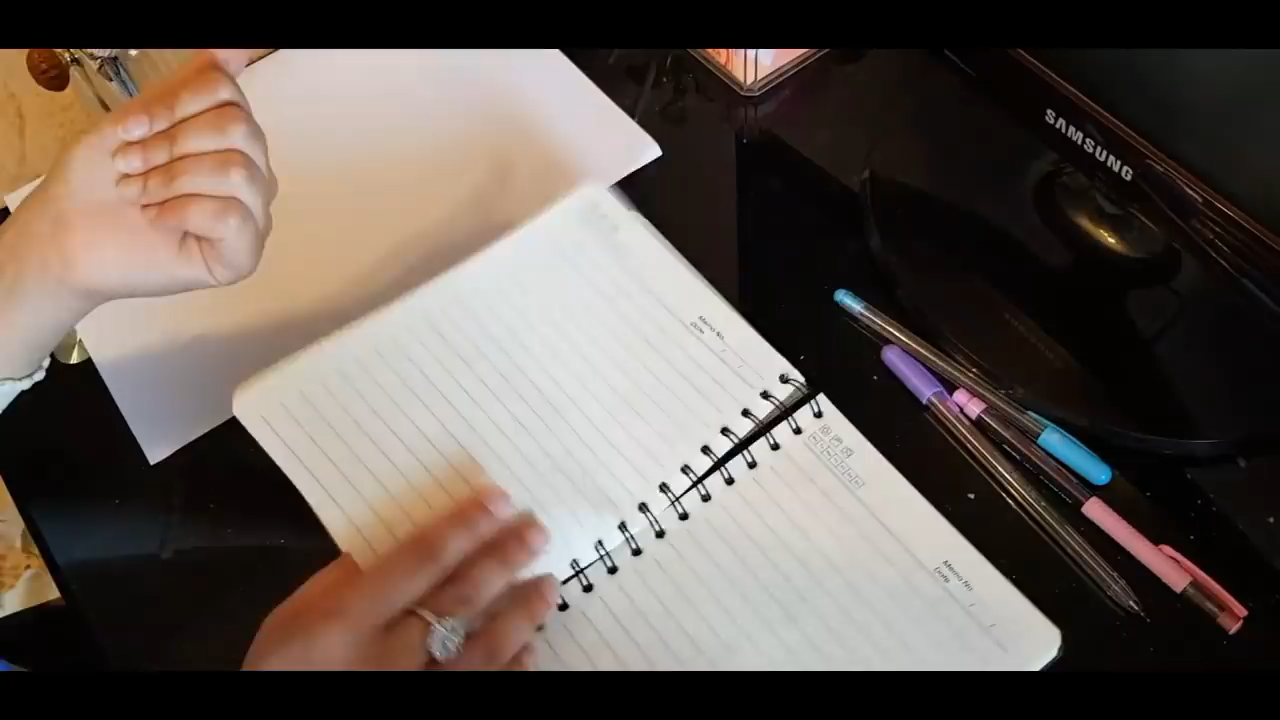 SAMSUNG
Memo No.
Date
/
/
Memo No.
Date
/
/